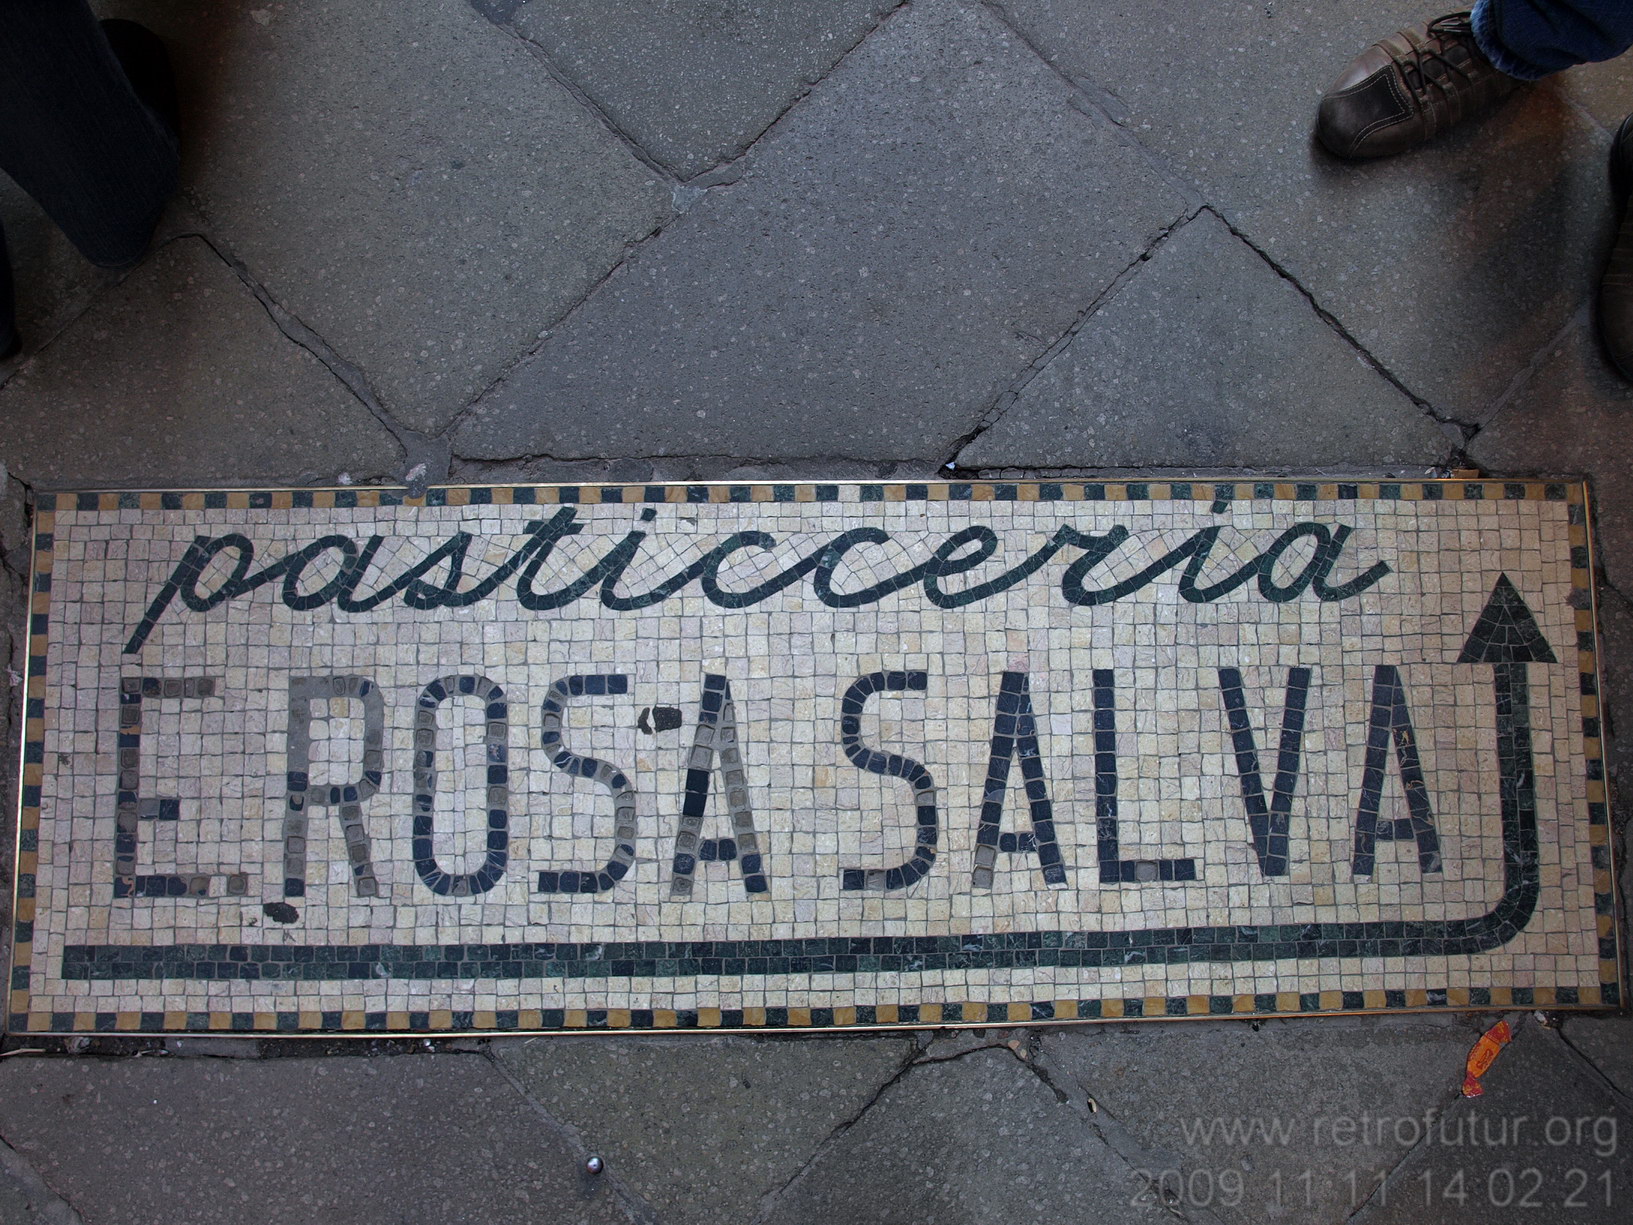 pasticceria
E. ROSA SALVA
www.retrofutur.org
2009 11 11 14 02 21